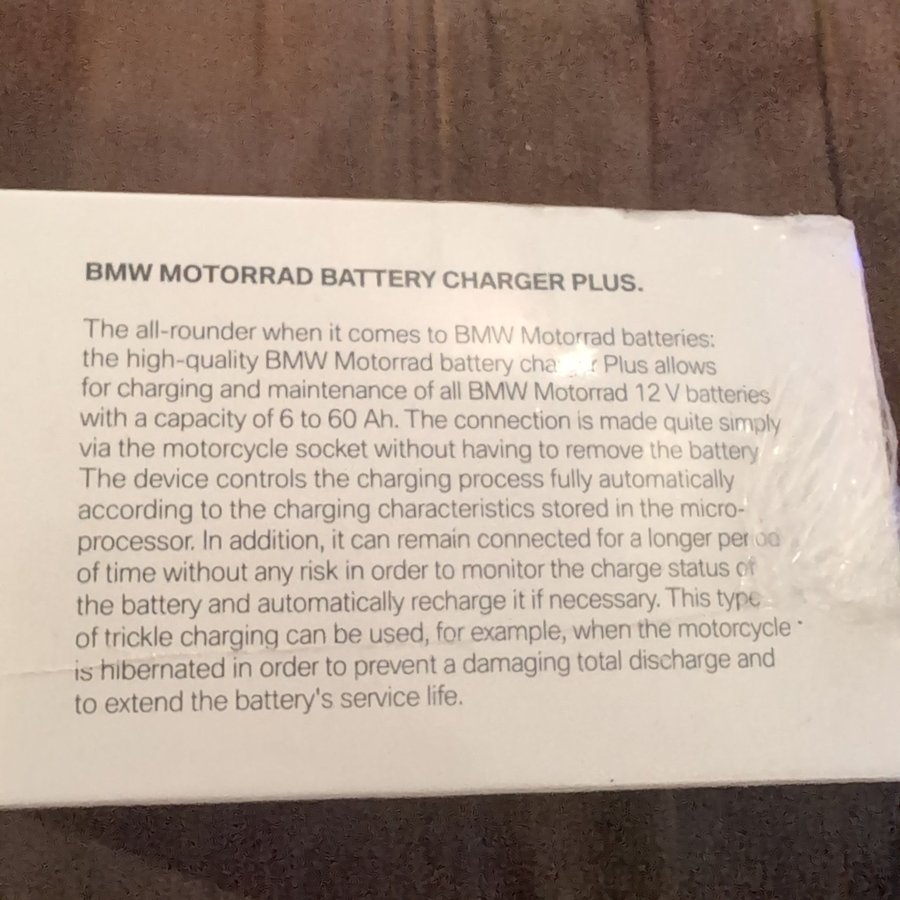 BMW MOTORRAD BATTERY CHARGER PLUS.
The all-rounder when it comes to BMW Motorrad batteries:
the high-quality BMW Motorrad battery charger Plus allows
for charging and maintenance of all BMW Motorrad 12 V batteries
with a capacity of 6 to 60 Ah. The connection is made quite simply
via the motorcycle socket without having to remove the battery
The device controls the charging process fully automatically
according to the charging characteristics stored in the micro-
processor. In addition, it can remain connected for a longer period
of time without any risk in order to monitor the charge status of
the battery and automatically recharge it if necessary. This type
of trickle charging can be used, for example, when the motorcycle
is hibernated in order to prevent a damaging total discharge and
to extend the battery's service life.